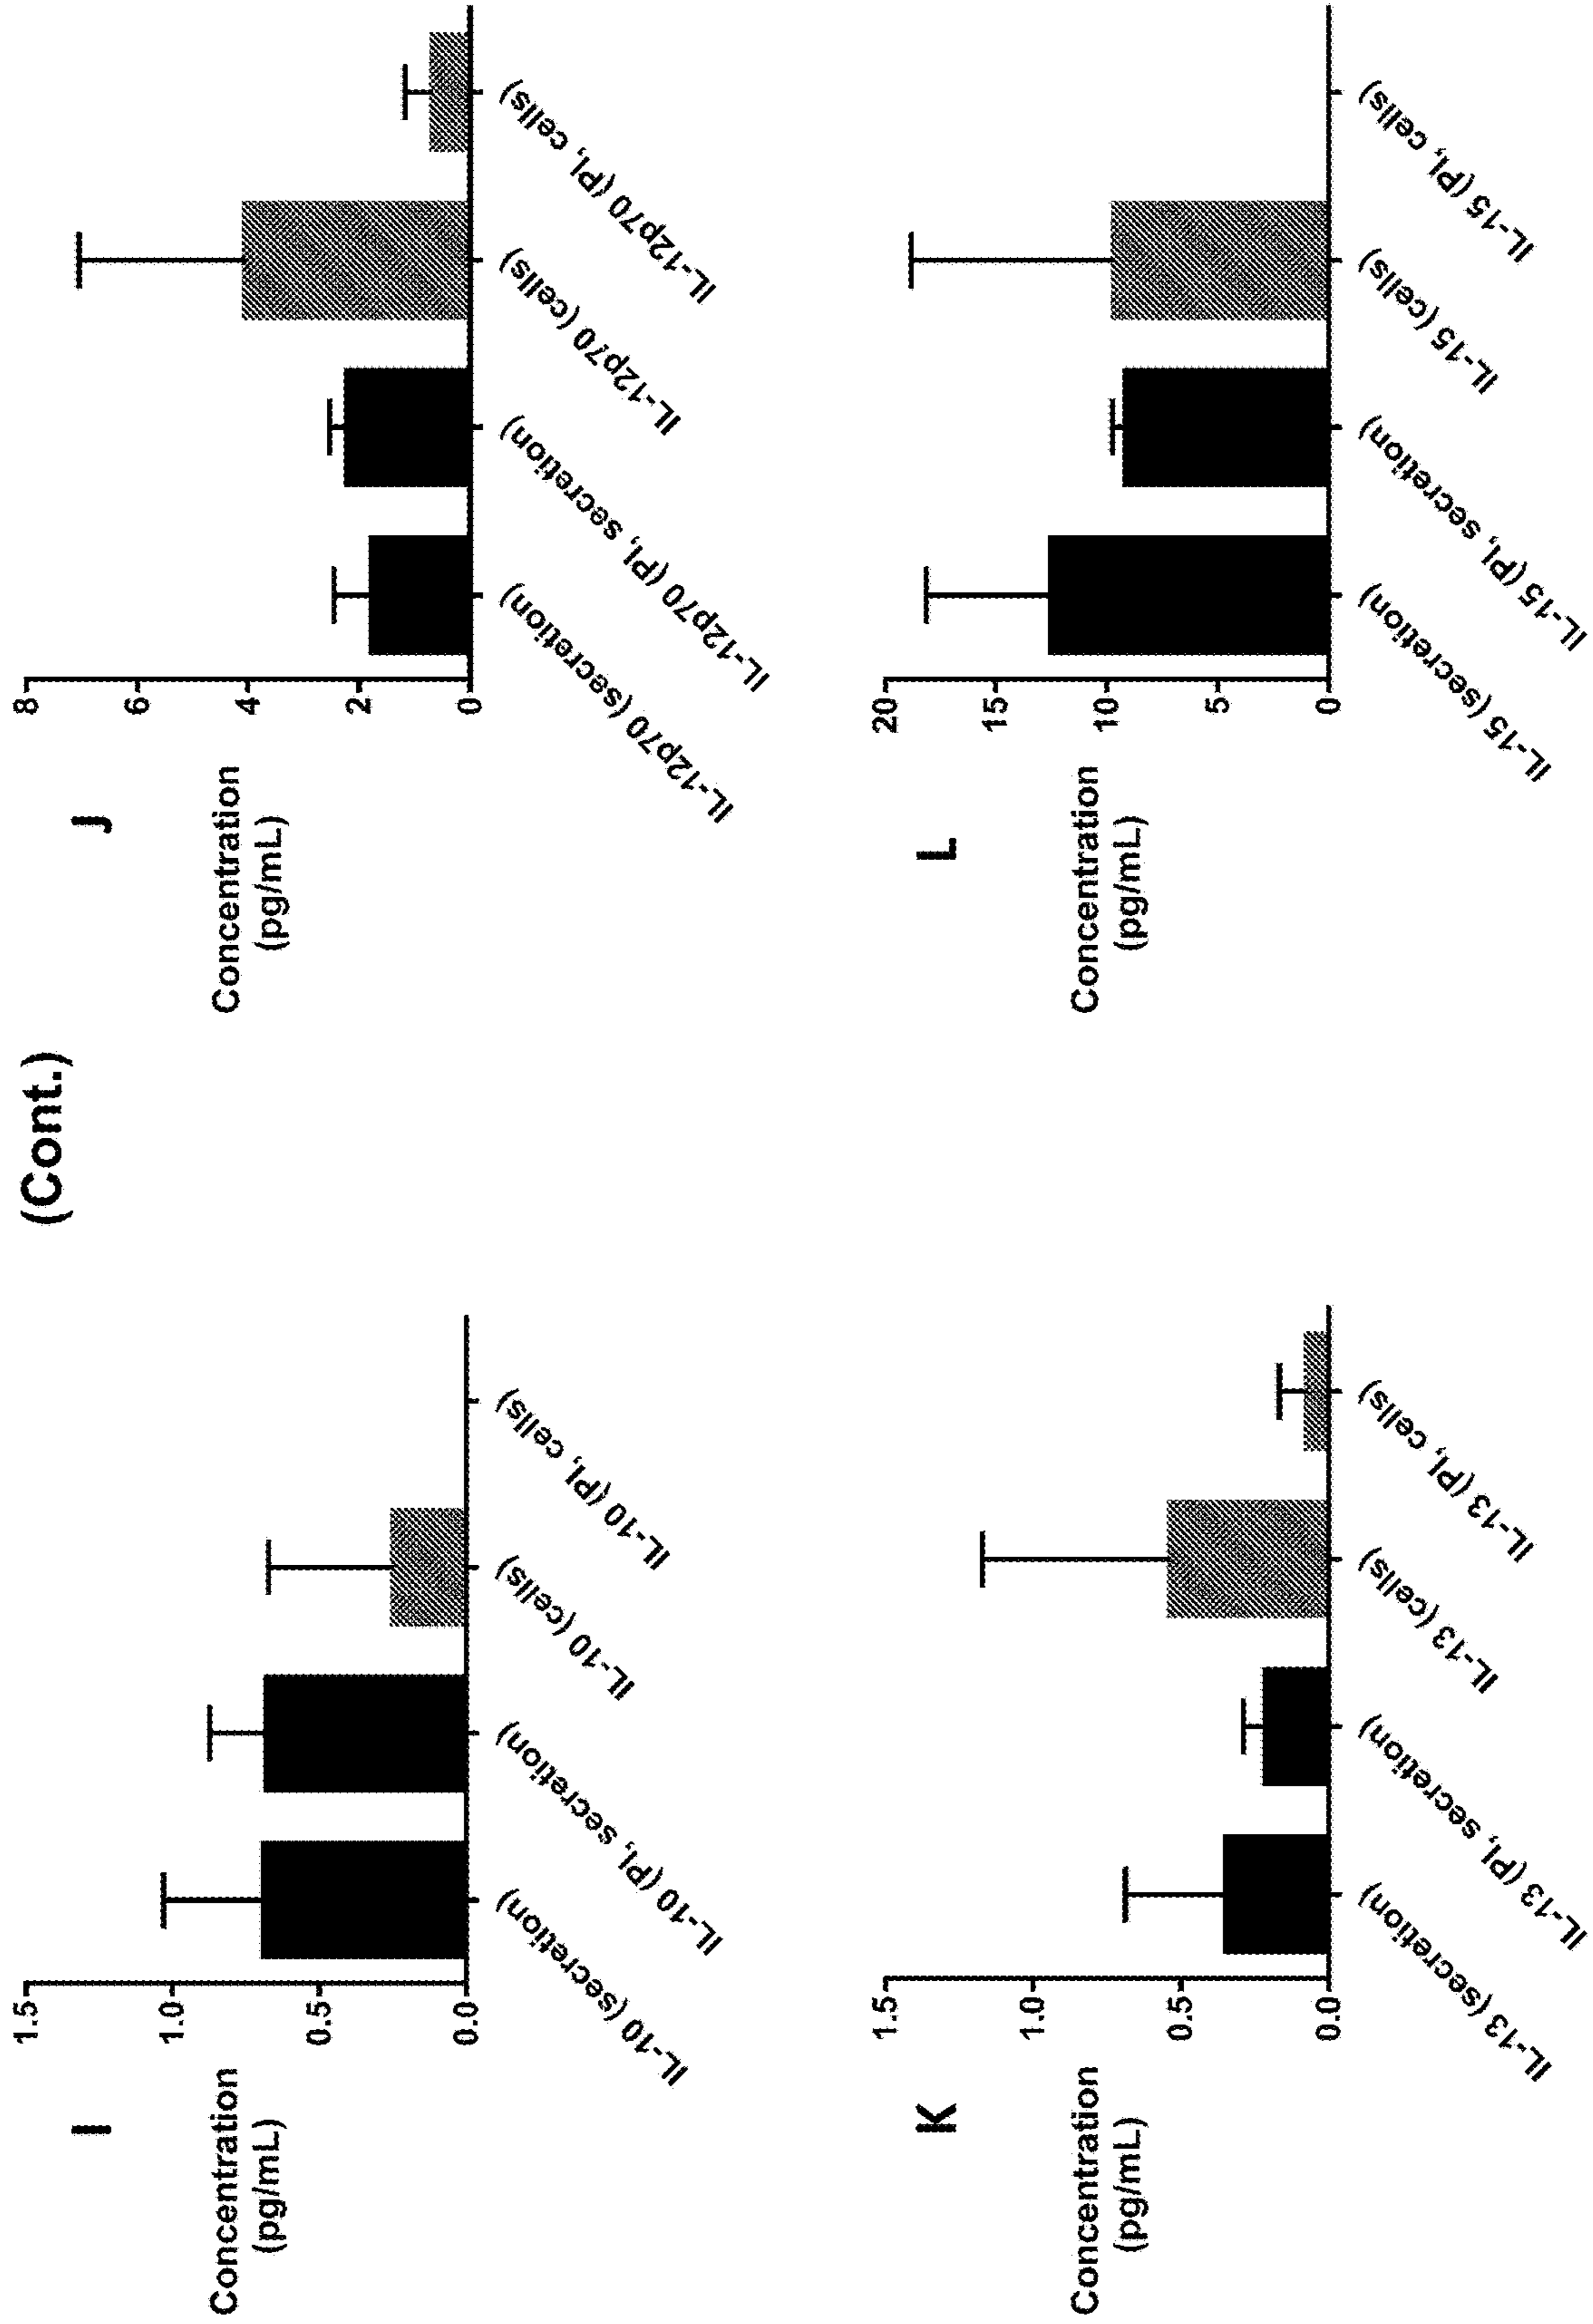 (Cont.)
I
Concentration
(pg/mL)
1.5
1.0
0.5
0.0
IL-10 (secretion)
IL-10 (PI, secretion)
IL-10 (cells)
IL-10 (PI, cells)
J
Concentration
(pg/mL)
8
6
4
2
0
IL-12p70 (secretion)
IL-12p70 (PI, secretion)
IL-12p70 (cells)
IL-12p70 (PI, cells)
K
Concentration
(pg/mL)
1.5
1.0
0.5
0.0
IL-13 (secretion)
IL-13 (PI, secretion)
IL-13 (cells)
IL-13 (PI, cells)
L
Concentration
(pg/mL)
20
15
10
5
0
IL-15 (secretion)
IL-15 (PI, secretion)
IL-15 (cells)
IL-15 (PI, cells)